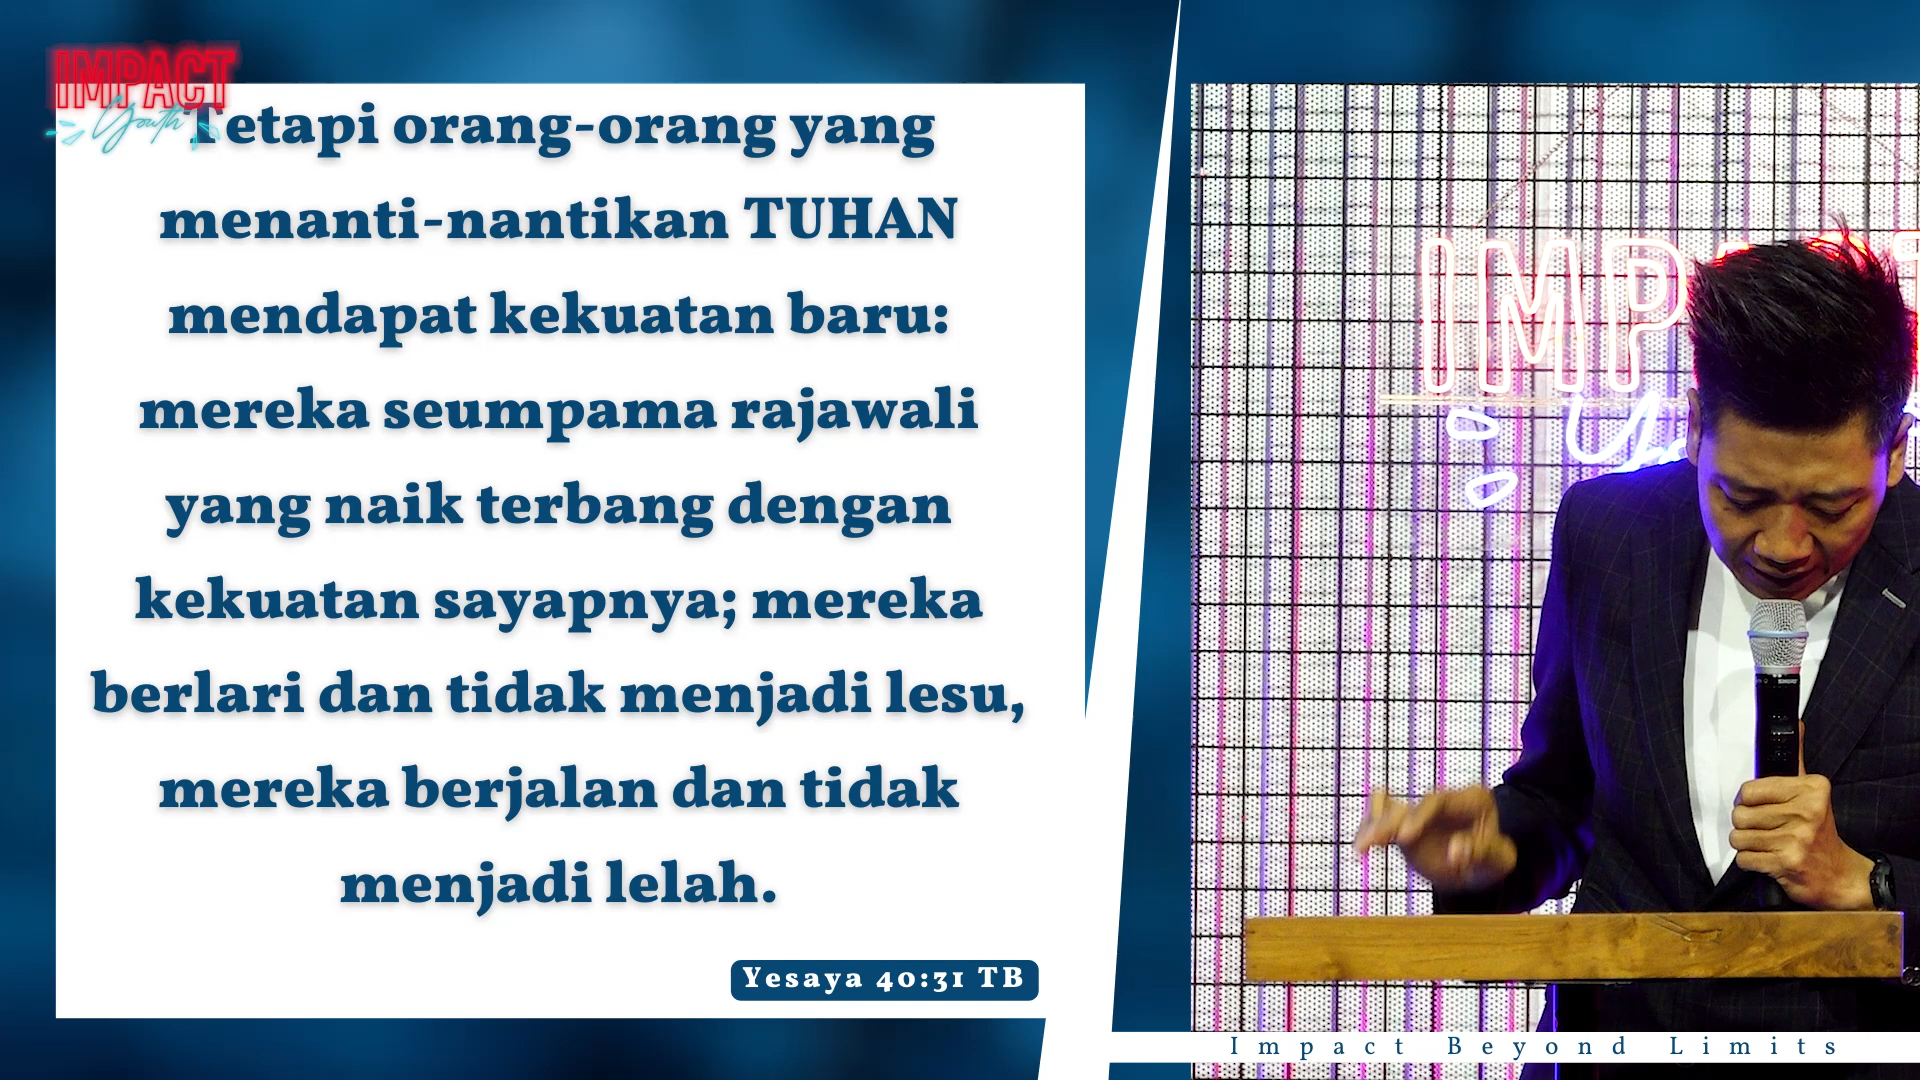 IMPACT
Youth
Tetapi orang-orang yang
menanti-nantikan TUHAN
mendapat kekuatan baru:
mereka seumpama rajawali
yang naik terbang dengan
kekuatan sayapnya; mereka
berlari dan tidak menjadi lesu,
mereka berjalan dan tidak
menjadi lelah.
Yesaya 40:31 TB
IMP
SHURE
Impact Beyond Limits